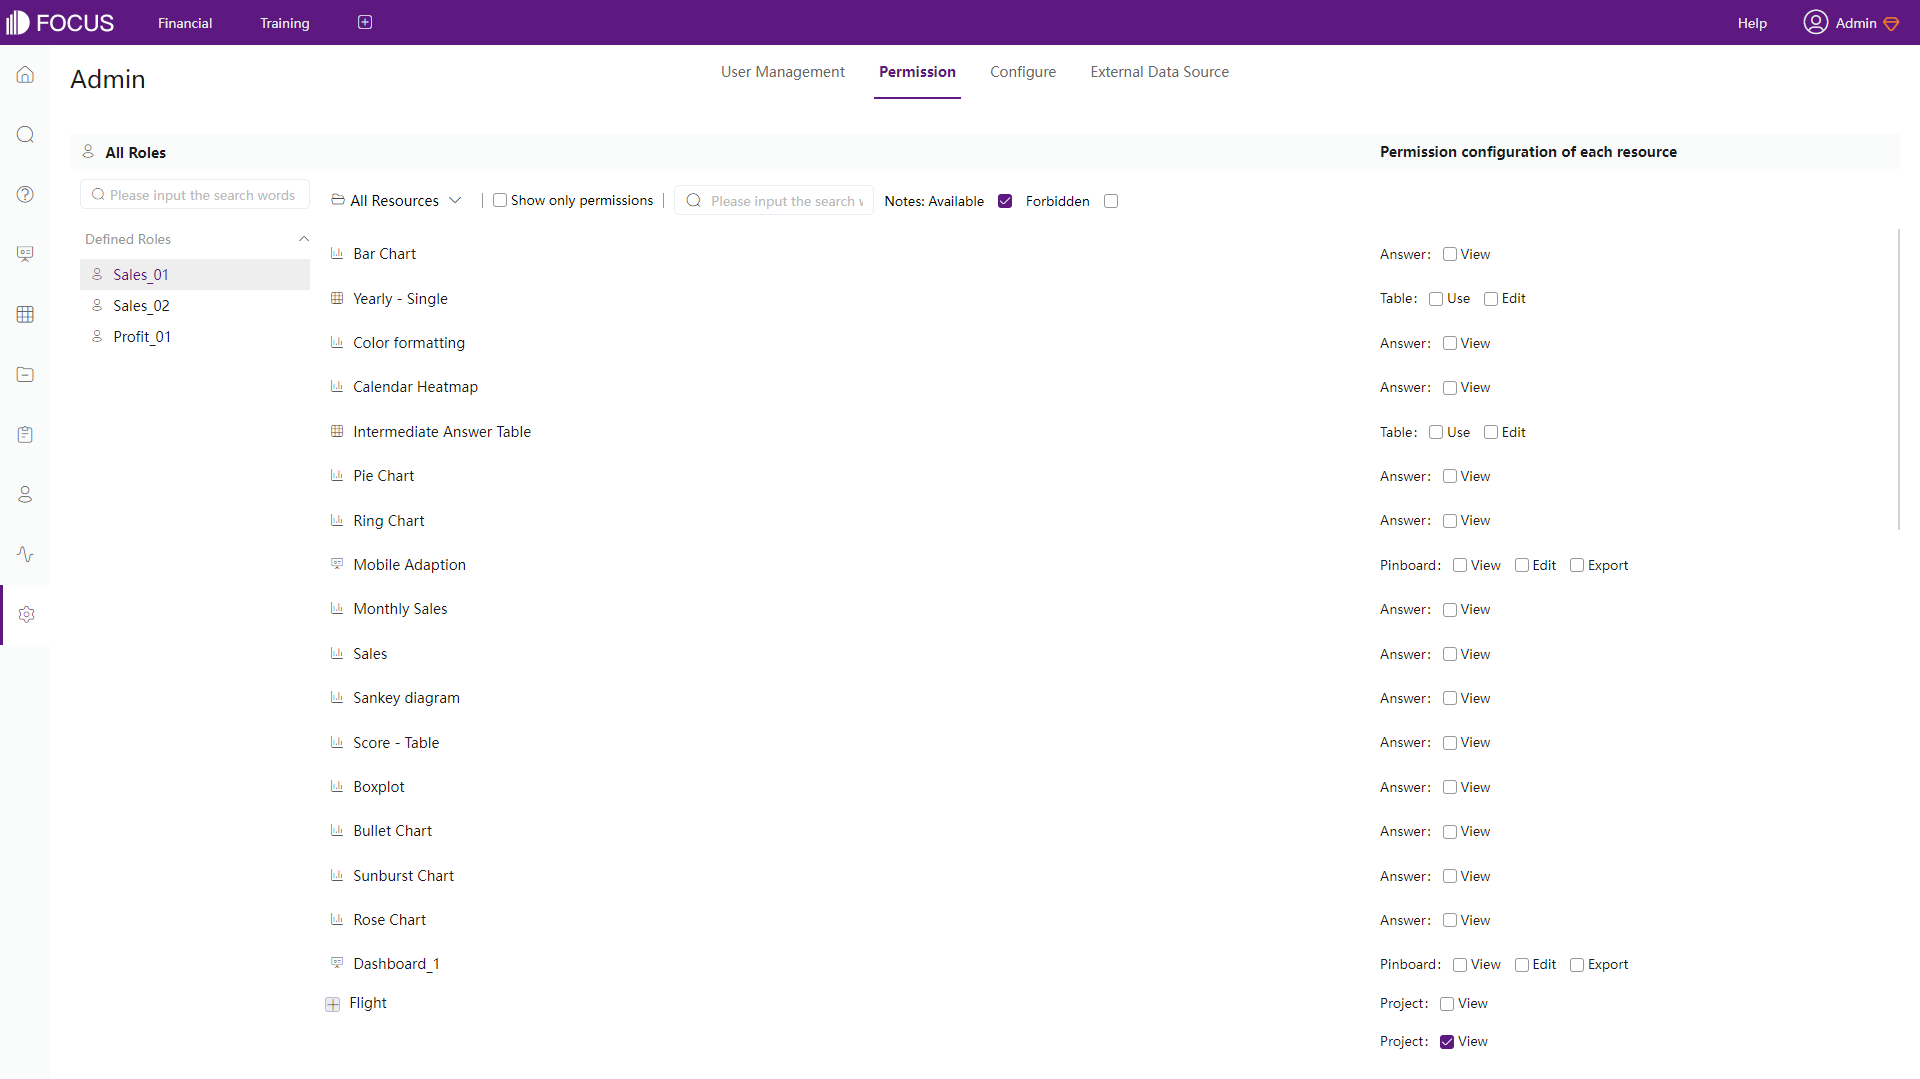 FOCUS Financial Training Help Admin
Admin User Management Permission Configure External Data Source
All Roles Permission configuration of each resource
Please input the search words All Resources Show only permissions Please input the search w Notes: Available Forbidden
Defined Roles
Sales_01
Sales_02
Profit_01
Bar Chart Answer: View
Yearly - Single Table: Use Edit
Color formatting Answer: View
Calendar Heatmap Answer: View
Intermediate Answer Table Table: Use Edit
Pie Chart Answer: View
Ring Chart Answer: View
Mobile Adaption Pinboard: View Edit Export
Monthly Sales Answer: View
Sales Answer: View
Sankey diagram Answer: View
Score - Table Answer: View
Boxplot Answer: View
Bullet Chart Answer: View
Sunburst Chart Answer: View
Rose Chart Answer: View
Dashboard_1 Pinboard: View Edit Export
Flight Project: View
Project: View